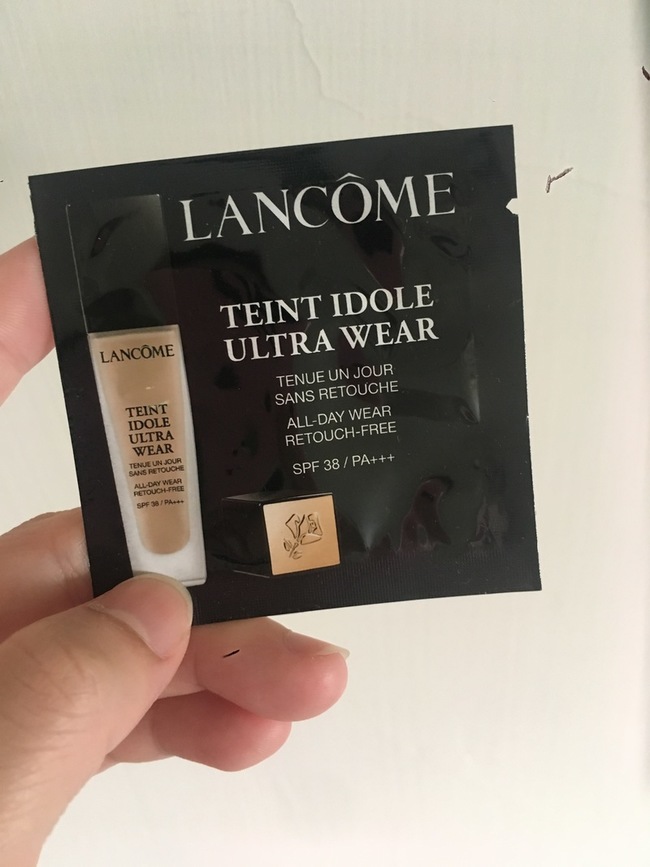 LANCÔME
TEINT IDOLE
ULTRA WEAR
TENUE UN JOUR
SANS RETOUCHE
ALL-DAY WEAR
RETOUCH-FREE
SPF 38 / PA+++
LANCÔME
TEINT
IDOLE
ULTRA
WEAR
TENUE UN JOUR
SANS RETOUCHE
ALL-DAY WEAR
RETOUCH-FREE
SPF 38 / PA+++